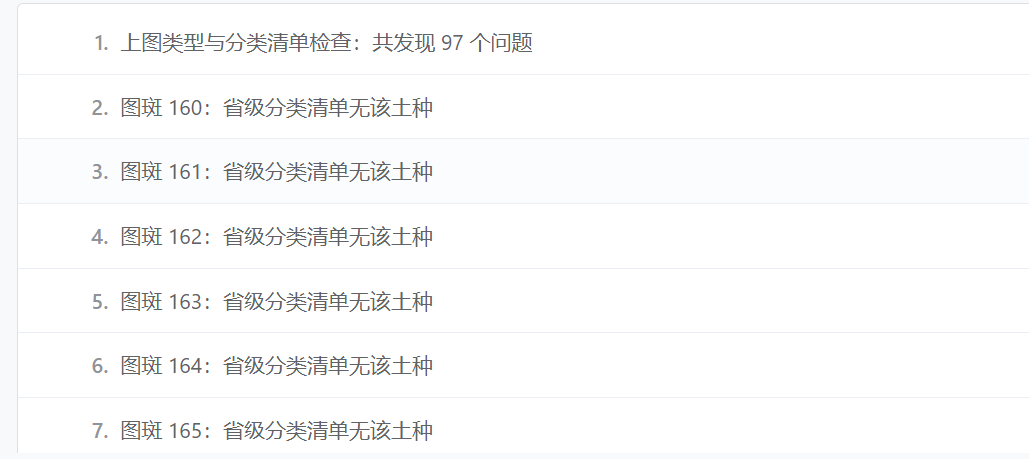 1. 上图类型与分类清单检查：共发现 97 个问题
2. 图斑 160：省级分类清单无该土种
3. 图斑 161：省级分类清单无该土种
4. 图斑 162：省级分类清单无该土种
5. 图斑 163：省级分类清单无该土种
6. 图斑 164：省级分类清单无该土种
7. 图斑 165：省级分类清单无该土种